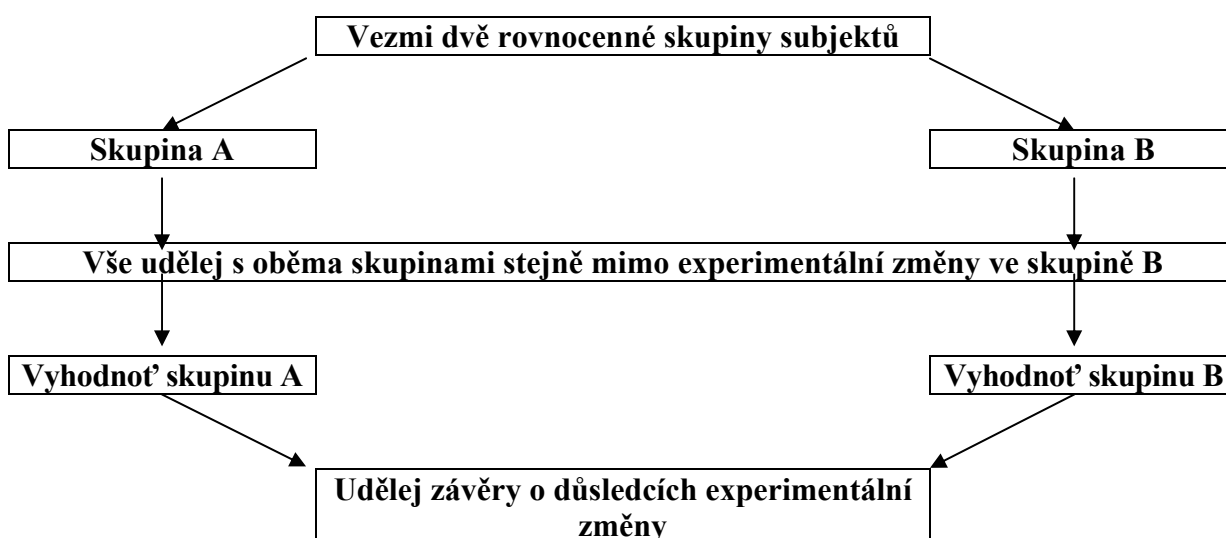 Vezmi dvě rovnocenné skupiny subjektů
Skupina A
Skupina B
Vše udělej s oběma skupinami stejně mimo experimentální změny ve skupině B
Vyhodnoť skupinu A
Vyhodnoť skupinu B
Udělej závěry o důsledcích experimentální
změny